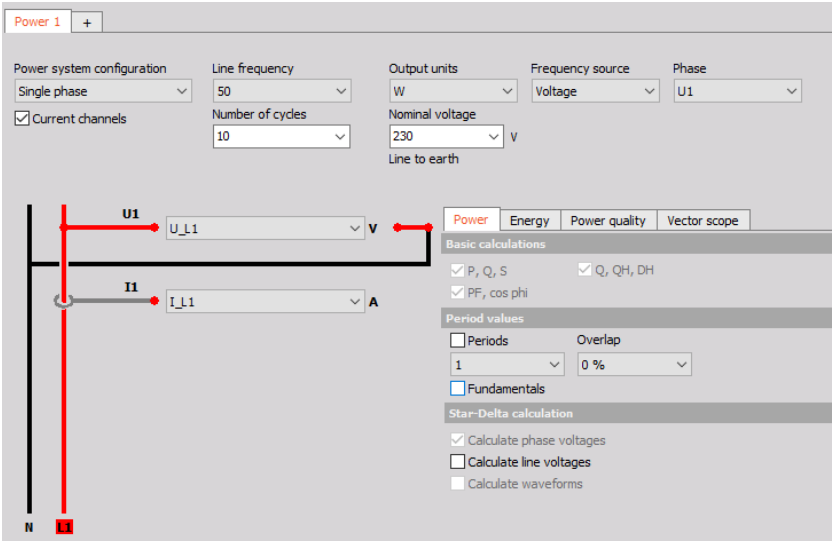 Power 1 +
Power system configuration Line frequency Output units Frequency source Phase
Single phase 50 W Voltage U1
Current channels Number of cycles Nominal voltage
10 230 V
Line to earth
U1
U_L1 V
I1
I_L1 A
N L1
Power Energy Power quality Vector scope
Basic calculations
P, Q, S Q, QH, DH
PF, cos phi
Period values
Periods Overlap
1 0 %
Fundamentals
Star-Delta calculation
Calculate phase voltages
Calculate line voltages
Calculate waveforms